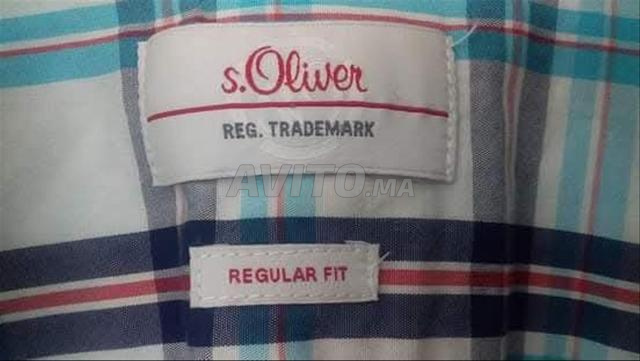 s.Oliver
REG. TRADEMARK
AVITO.MA
REGULAR FIT